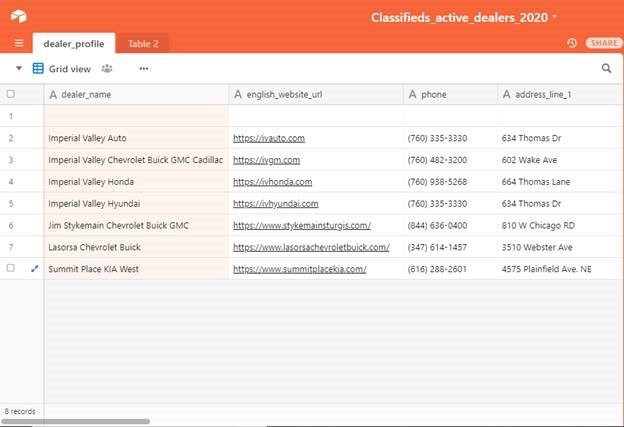 Classifieds_active_dealers_2020
dealer_profile Table 2 SHARE
Grid view ...
A dealer_name A english_website_url A phone A address_line_1
1
2 Imperial Valley Auto https://ivauto.com (760) 335-3330 634 Thomas Dr
3 Imperial Valley Chevrolet Buick GMC Cadillac https://ivgm.com (760) 482-3200 602 Wake Ave
4 Imperial Valley Honda https://ivhonda.com (760) 938-5268 664 Thomas Lane
5 Imperial Valley Hyundai https://ivhyundai.com (760) 335-3330 634 Thomas Dr
6 Jim Stykemain Chevrolet Buick GMC https://www.stykemainsturgis.com/ (844) 636-0400 810 W Chicago RD
7 Lasorsa Chevrolet Buick https://www.lasorsachevroletbuick.com/ (347) 614-1457 3510 Webster Ave
Summit Place KIA West https://www.summitplacekia.com/ (616) 288-2601 4575 Plainfield Ave. NE
8 records